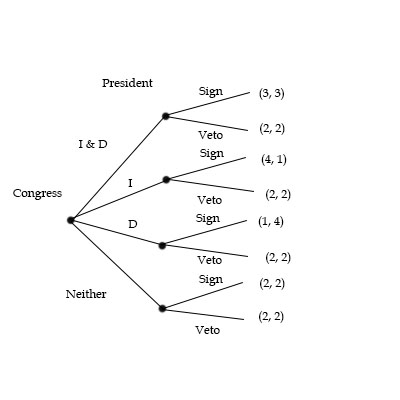 President
Sign
(3, 3)
I & D
Veto
(2, 2)
Sign
(4, 1)
Congress
I
Veto
(2, 2)
D
Sign
(1, 4)
Veto
(2, 2)
Neither
Sign
(2, 2)
Veto
(2, 2)